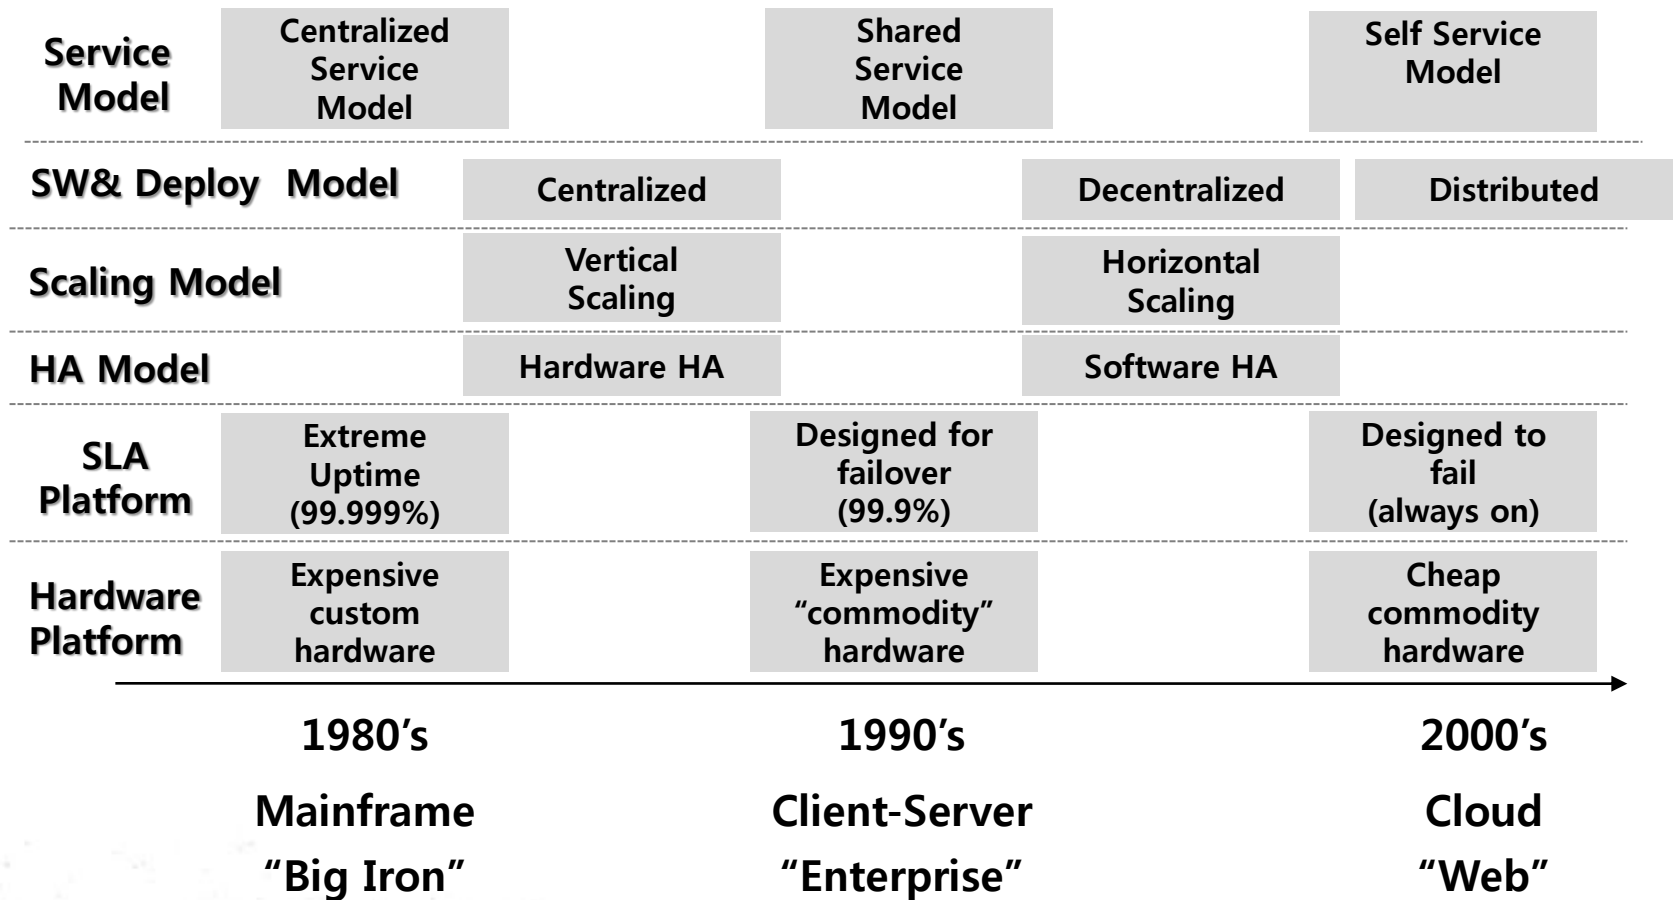 Service
Model
Centralized
Service
Model
Shared
Service
Model
Self Service
Model
SW& Deploy Model
Centralized
Decentralized
Distributed
Scaling Model
Vertical
Scaling
Horizontal
Scaling
HA Model
Hardware HA
Software HA
SLA
Platform
Extreme
Uptime
(99.999%)
Designed for
failover
(99.9%)
Designed to
fail
(always on)
Hardware
Platform
Expensive
custom
hardware
Expensive
“commodity”
hardware
Cheap
commodity
hardware
1980’s
1990’s
2000’s
Mainframe
Client-Server
Cloud
“Big Iron”
“Enterprise”
“Web”